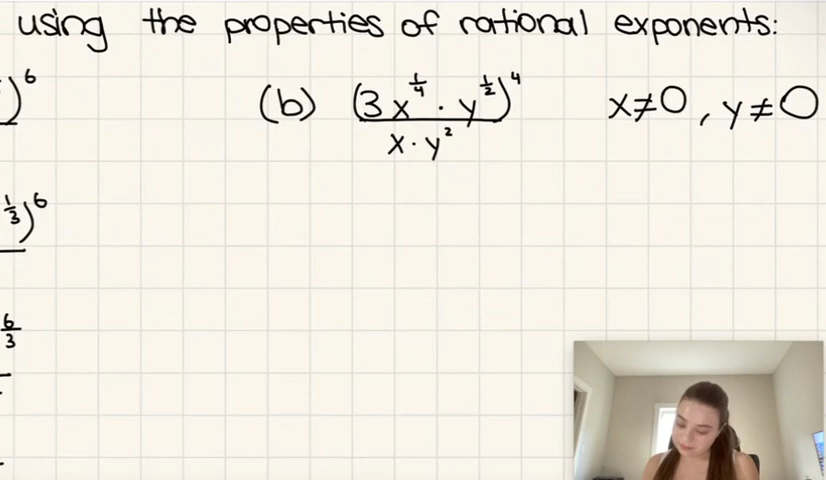 using the properties of rational exponents:
)⁶
(b) (3x^(1/4) · y^(1/2))⁴ x≠0, y≠0
x · y²
1/3)⁶
6/3